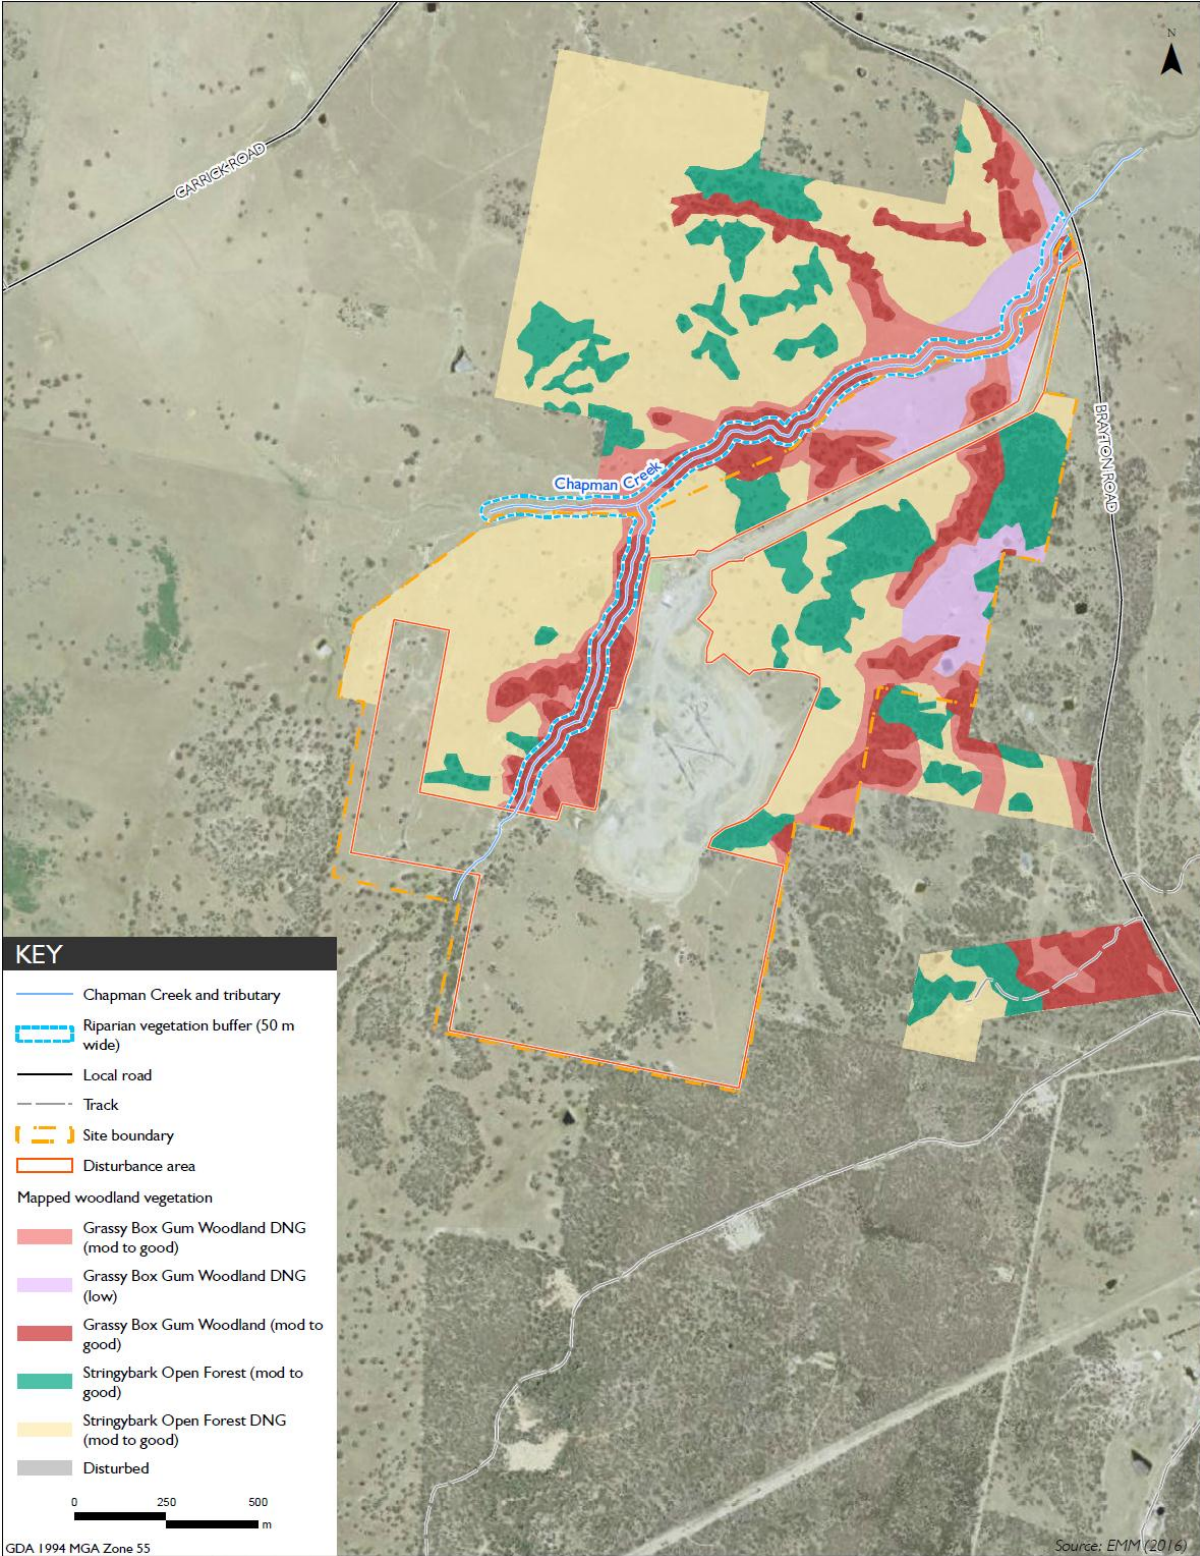 N
CARRICK ROAD
BRAYTON ROAD
Chapman Creek
KEY
Chapman Creek and tributary
Riparian vegetation buffer (50 m
wide)
Local road
Track
Site boundary
Disturbance area
Mapped woodland vegetation
Grassy Box Gum Woodland DNG
(mod to good)
Grassy Box Gum Woodland DNG
(low)
Grassy Box Gum Woodland (mod to
good)
Stringybark Open Forest (mod to
good)
Stringybark Open Forest DNG
(mod to good)
Disturbed
0 250 500
m
GDA 1994 MGA Zone 55
Source: EMM (2016)